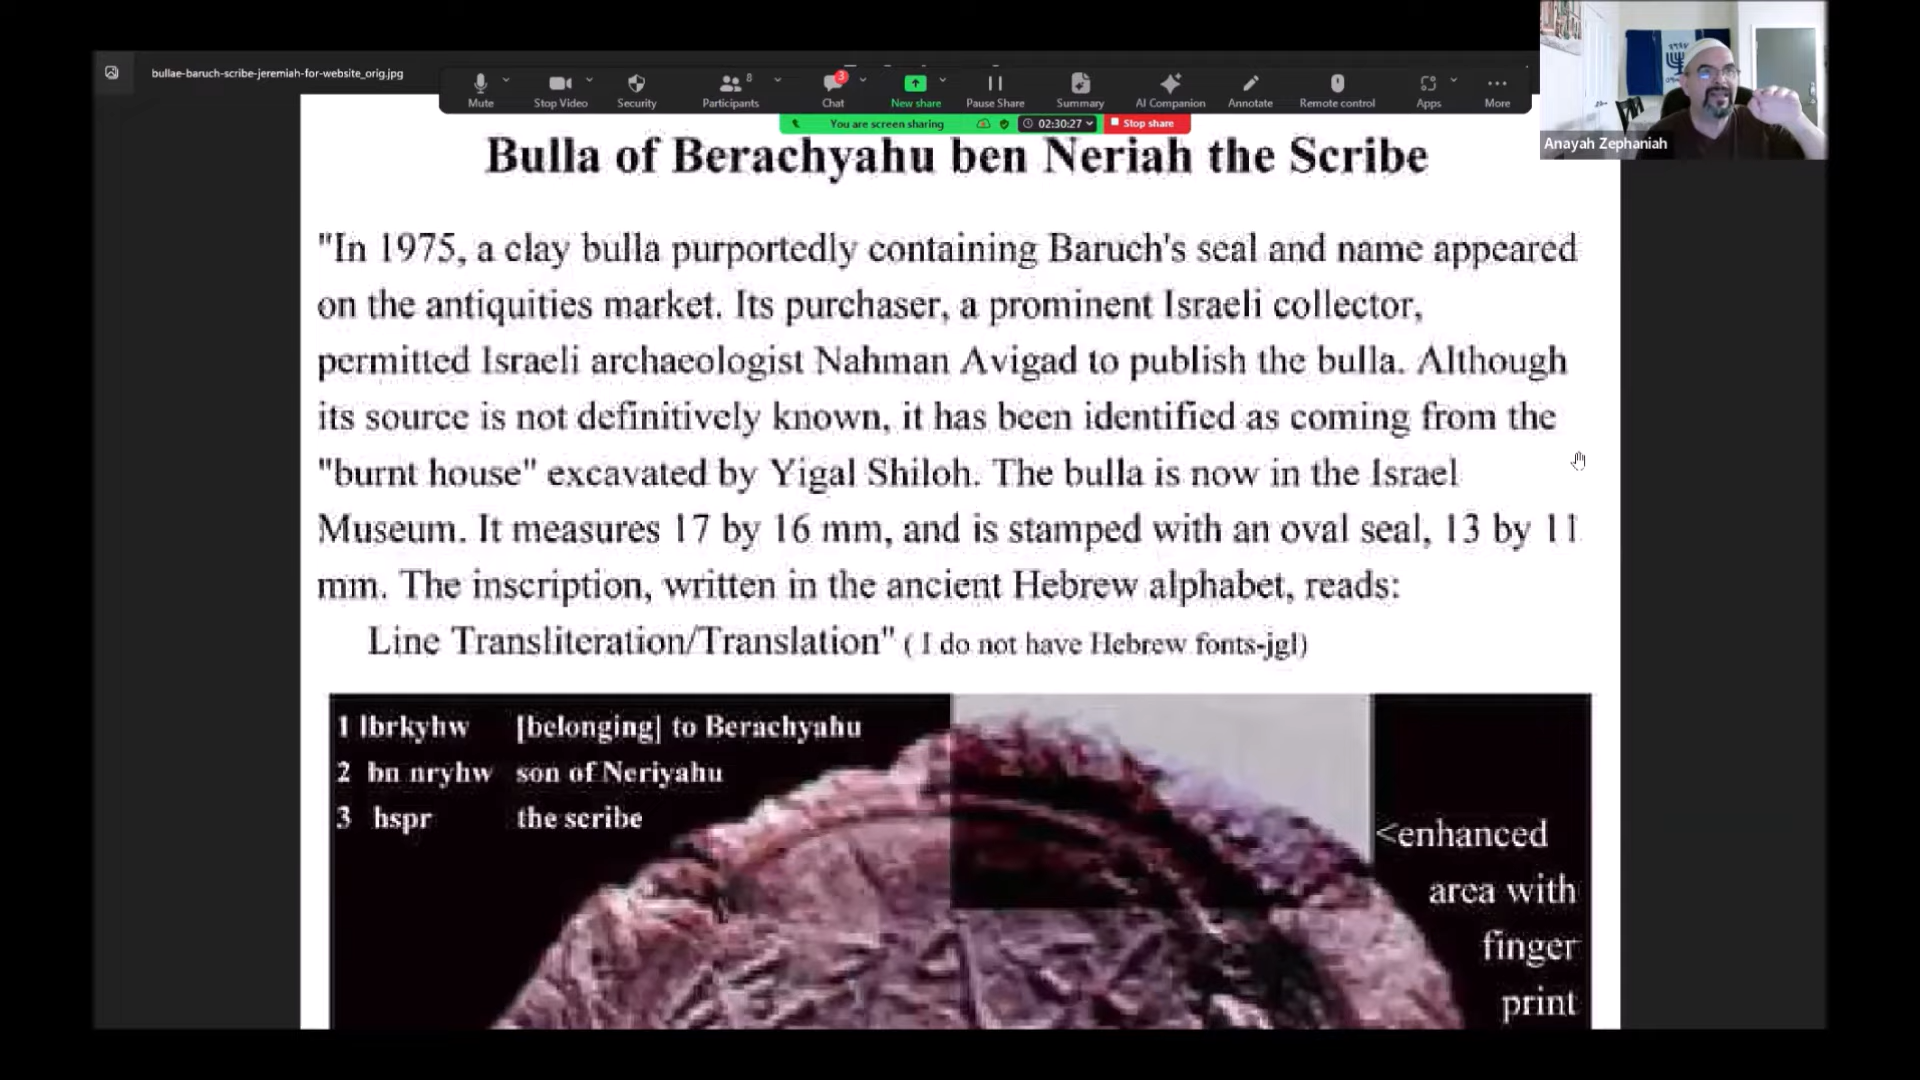 bullae-baruch-scribe-jeremiah-for-website_orig.jpg
Mute
Stop Video
Security
Participants 8
Chat 3
New share
Pause Share
Summary
AI Companion
Annotate
Remote control
Apps
More
You are screen sharing
02:30:27
Stop share
Anayah Zephaniah
Bulla of Berachyahu ben Neriah the Scribe
"In 1975, a clay bulla purportedly containing Baruch's seal and name appeared
on the antiquities market. Its purchaser, a prominent Israeli collector,
permitted Israeli archaeologist Nahman Avigad to publish the bulla. Although
its source is not definitively known, it has been identified as coming from the
"burnt house" excavated by Yigal Shiloh. The bulla is now in the Israel
Museum. It measures 17 by 16 mm, and is stamped with an oval seal, 13 by 11
mm. The inscription, written in the ancient Hebrew alphabet, reads:
Line Transliteration/Translation" ( I do not have Hebrew fonts-jgl)
1 lbrkyhw [belonging] to Berachyahu
2 bn nryhw son of Neriyahu
3 hspr the scribe
<enhanced
area with
finger
print